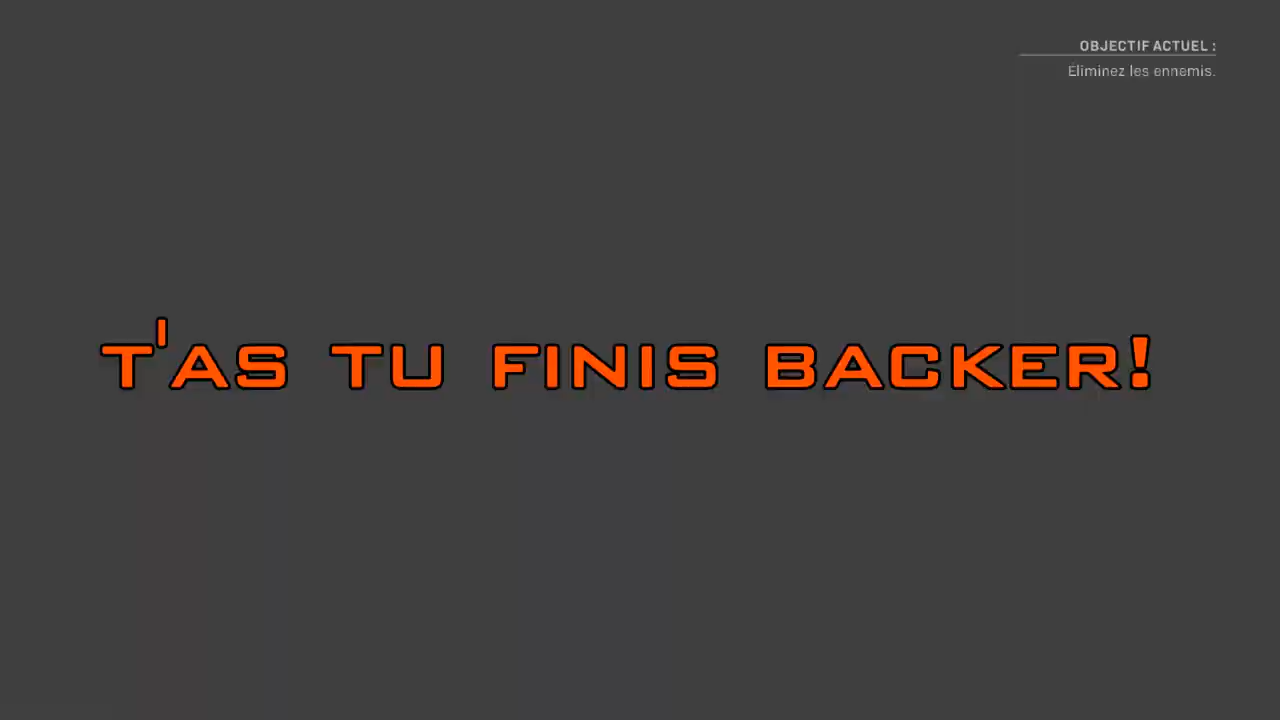 OBJECTIF ACTUEL :
Éliminez les ennemis.
T'AS TU FINIS BACKER!